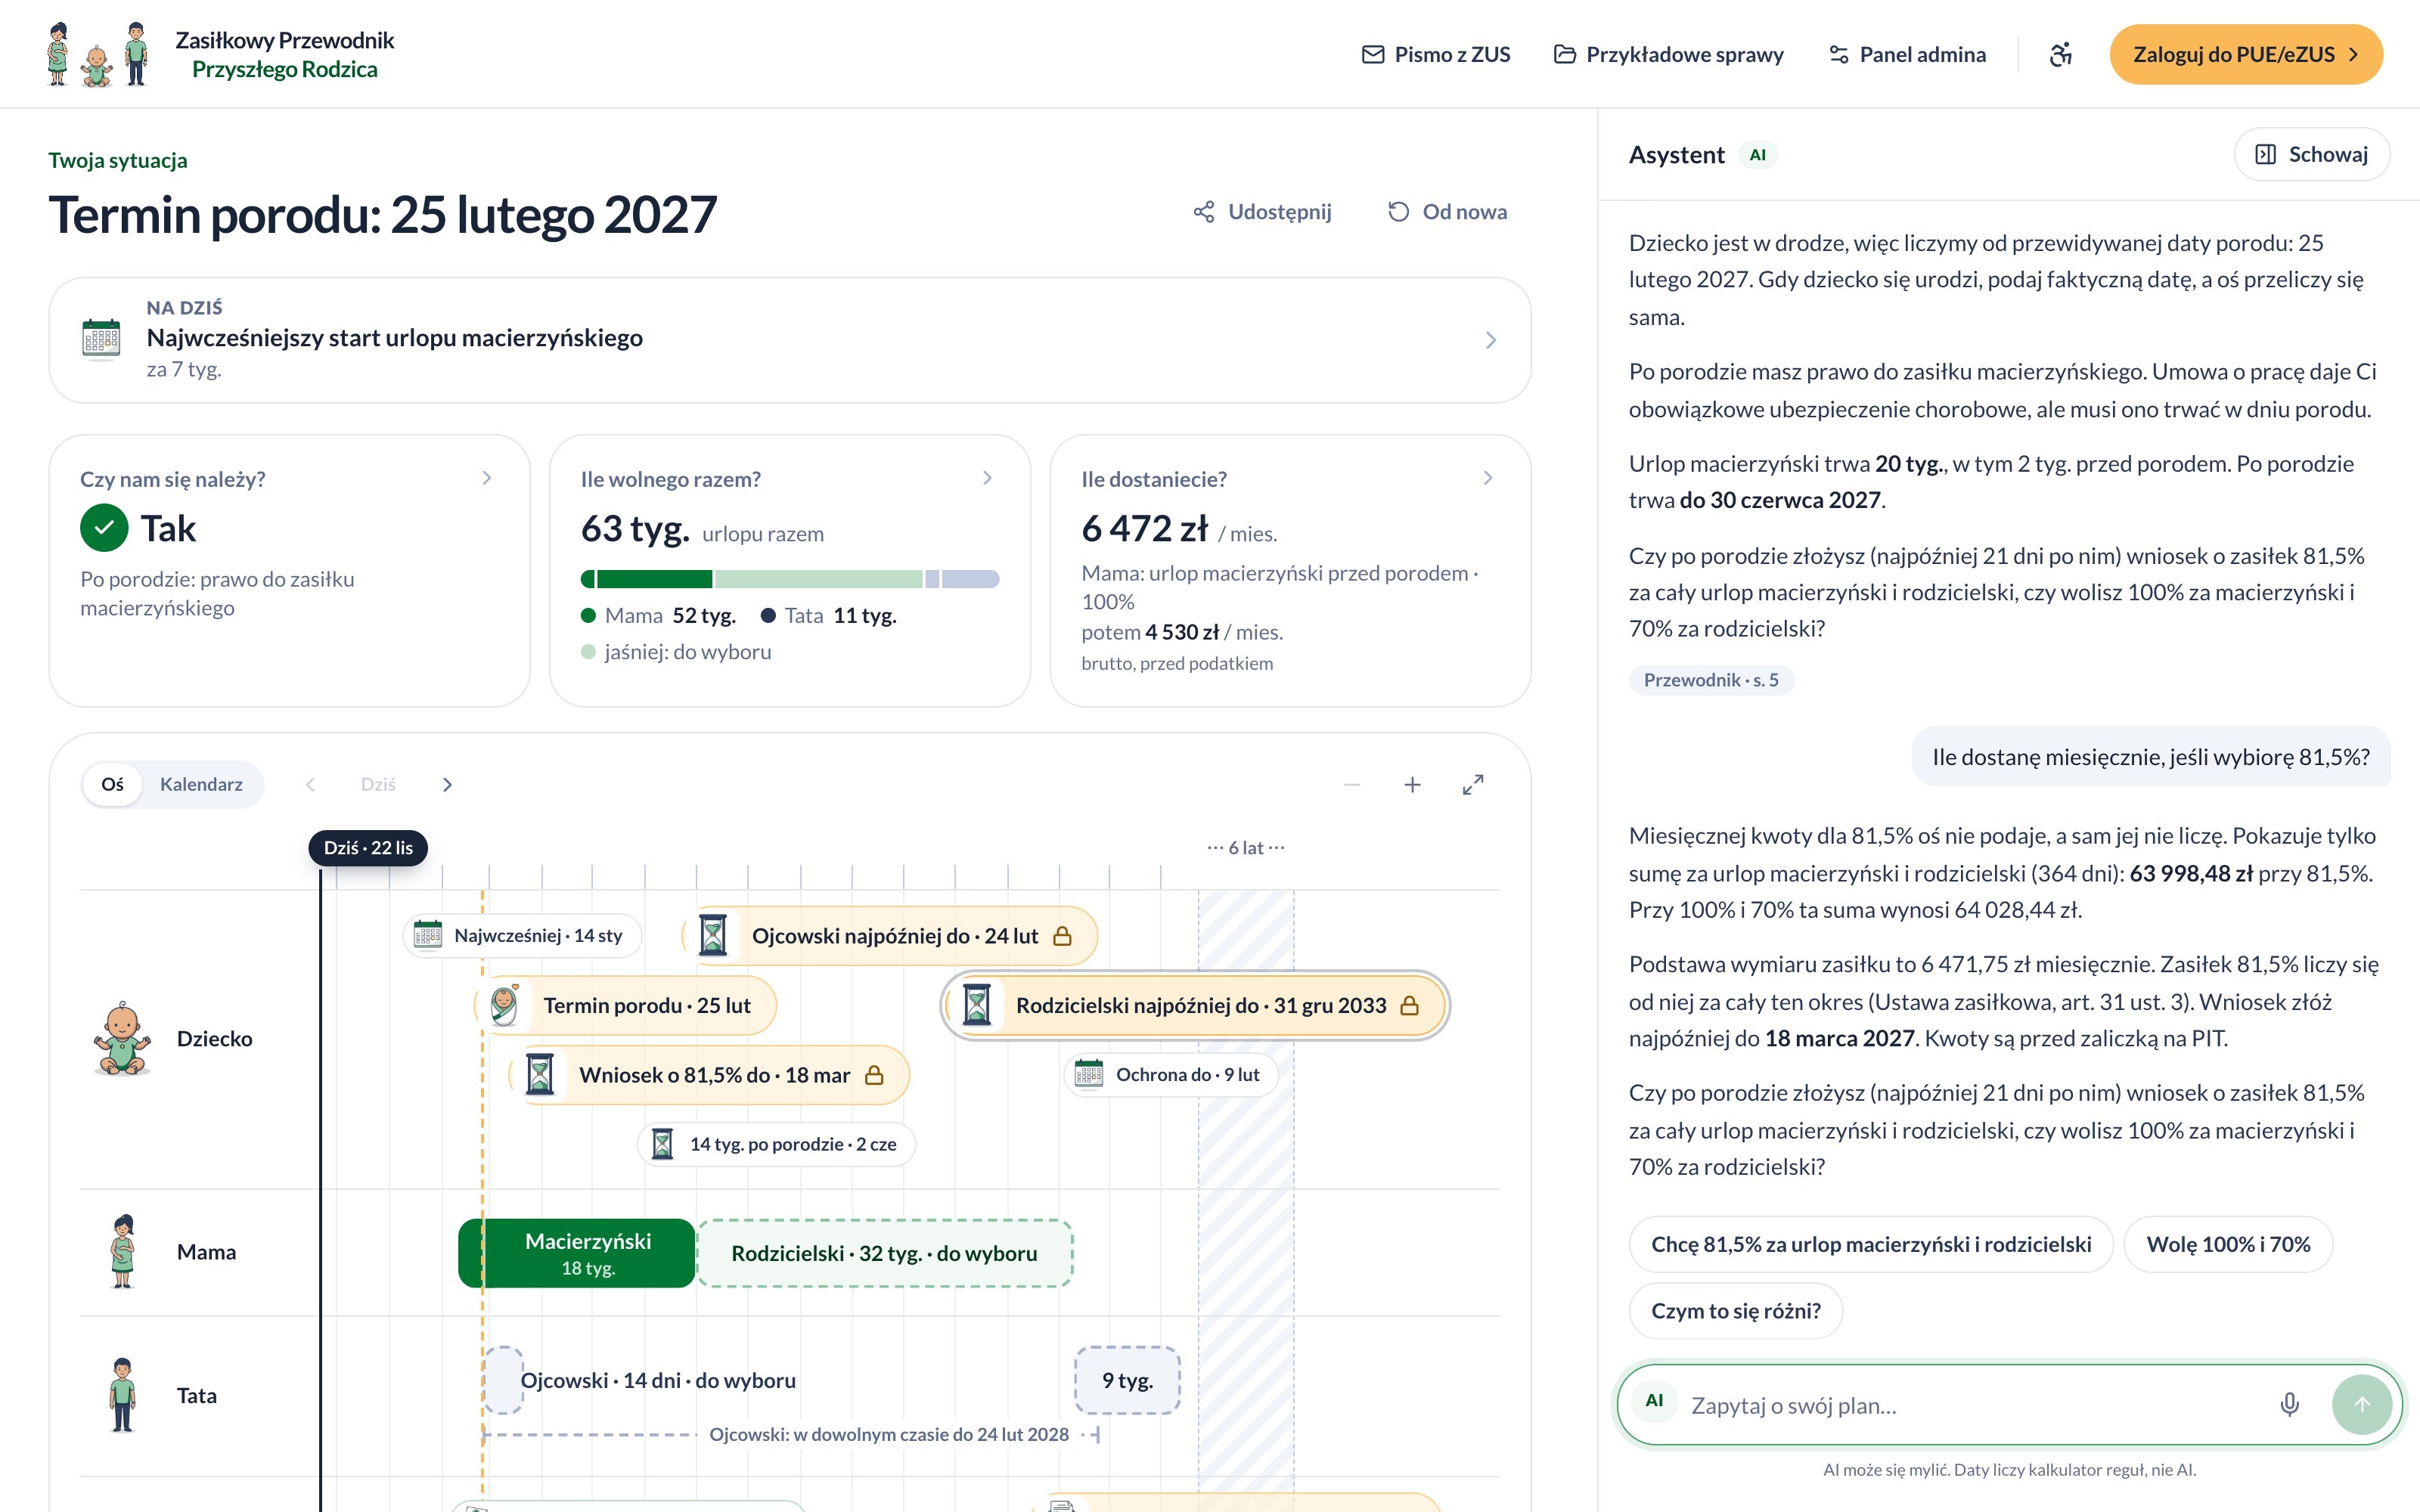 Zasiłkowy Przewodnik
Przyszłego Rodzica
Pismo z ZUS
Przykładowe sprawy
Panel admina
Zaloguj do PUE/eZUS
Twoja sytuacja
Termin porodu: 25 lutego 2027
Udostępnij
Od nowa
NA DZIŚ
Najwcześniejszy start urlopu macierzyńskiego
za 7 tyg.
Czy nam się należy?
Tak
Po porodzie: prawo do zasiłku
macierzyńskiego
Ile wolnego razem?
63 tyg. urlopu razem
Mama 52 tyg. Tata 11 tyg.
jaśniej: do wyboru
Ile dostaniecie?
6 472 zł / mies.
Mama: urlop macierzyński przed porodem ·
100%
potem 4 530 zł / mies.
brutto, przed podatkiem
Oś
Kalendarz
Dziś
Dziś · 22 lis
··· 6 lat ···
Dziecko
Najwcześniej · 14 sty
Ojcowski najpóźniej do · 24 lut
Termin porodu · 25 lut
Rodzicielski najpóźniej do · 31 gru 2033
Wniosek o 81,5% do · 18 mar
Ochrona do · 9 lut
14 tyg. po porodzie · 2 cze
Mama
Macierzyński
18 tyg.
Rodzicielski · 32 tyg. · do wyboru
Tata
Ojcowski · 14 dni · do wyboru
9 tyg.
Ojcowski: w dowolnym czasie do 24 lut 2028
Asystent AI
Schowaj
Dziecko jest w drodze, więc liczymy od przewidywanej daty porodu: 25
lutego 2027. Gdy dziecko się urodzi, podaj faktyczną datę, a oś przeliczy się
sama.
Po porodzie masz prawo do zasiłku macierzyńskiego. Umowa o pracę daje Ci
obowiązkowe ubezpieczenie chorobowe, ale musi ono trwać w dniu porodu.
Urlop macierzyński trwa 20 tyg., w tym 2 tyg. przed porodem. Po porodzie
trwa do 30 czerwca 2027.
Czy po porodzie złożysz (najpóźniej 21 dni po nim) wniosek o zasiłek 81,5%
za cały urlop macierzyński i rodzicielski, czy wolisz 100% za macierzyński i
70% za rodzicielski?
Przewodnik · s. 5
Ile dostanę miesięcznie, jeśli wybiorę 81,5%?
Miesięcznej kwoty dla 81,5% oś nie podaje, a sam jej nie liczę. Pokazuje tylko
sumę za urlop macierzyński i rodzicielski (364 dni): 63 998,48 zł przy 81,5%.
Przy 100% i 70% ta suma wynosi 64 028,44 zł.
Podstawa wymiaru zasiłku to 6 471,75 zł miesięcznie. Zasiłek 81,5% liczy się
od niej za cały ten okres (Ustawa zasiłkowa, art. 31 ust. 3). Wniosek złóż
najpóźniej do 18 marca 2027. Kwoty są przed zaliczką na PIT.
Czy po porodzie złożysz (najpóźniej 21 dni po nim) wniosek o zasiłek 81,5%
za cały urlop macierzyński i rodzicielski, czy wolisz 100% za macierzyński i
70% za rodzicielski?
Chcę 81,5% za urlop macierzyński i rodzicielski
Wolę 100% i 70%
Czym to się różni?
AI
Zapytaj o swój plan...
AI może się mylić. Daty liczy kalkulator reguł, nie AI.